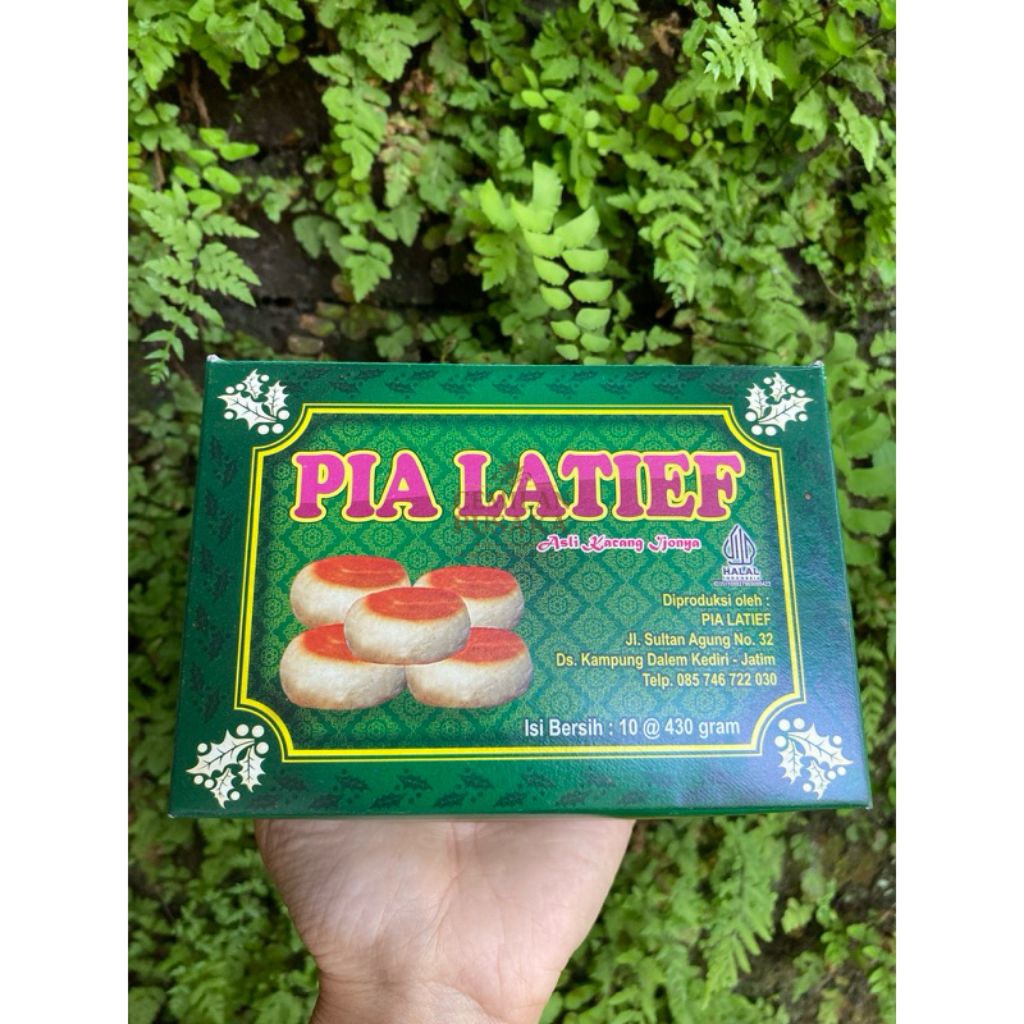 PIA LATIEF
Asli Kacang Ijonya
HALAL
INDONESIA
Diproduksi oleh :
PIA LATIEF
Jl. Sultan Agung No. 32
Ds. Kampung Dalem Kediri - Jatim
Telp. 085 746 722 030
Isi Bersih : 10 @ 430 gram